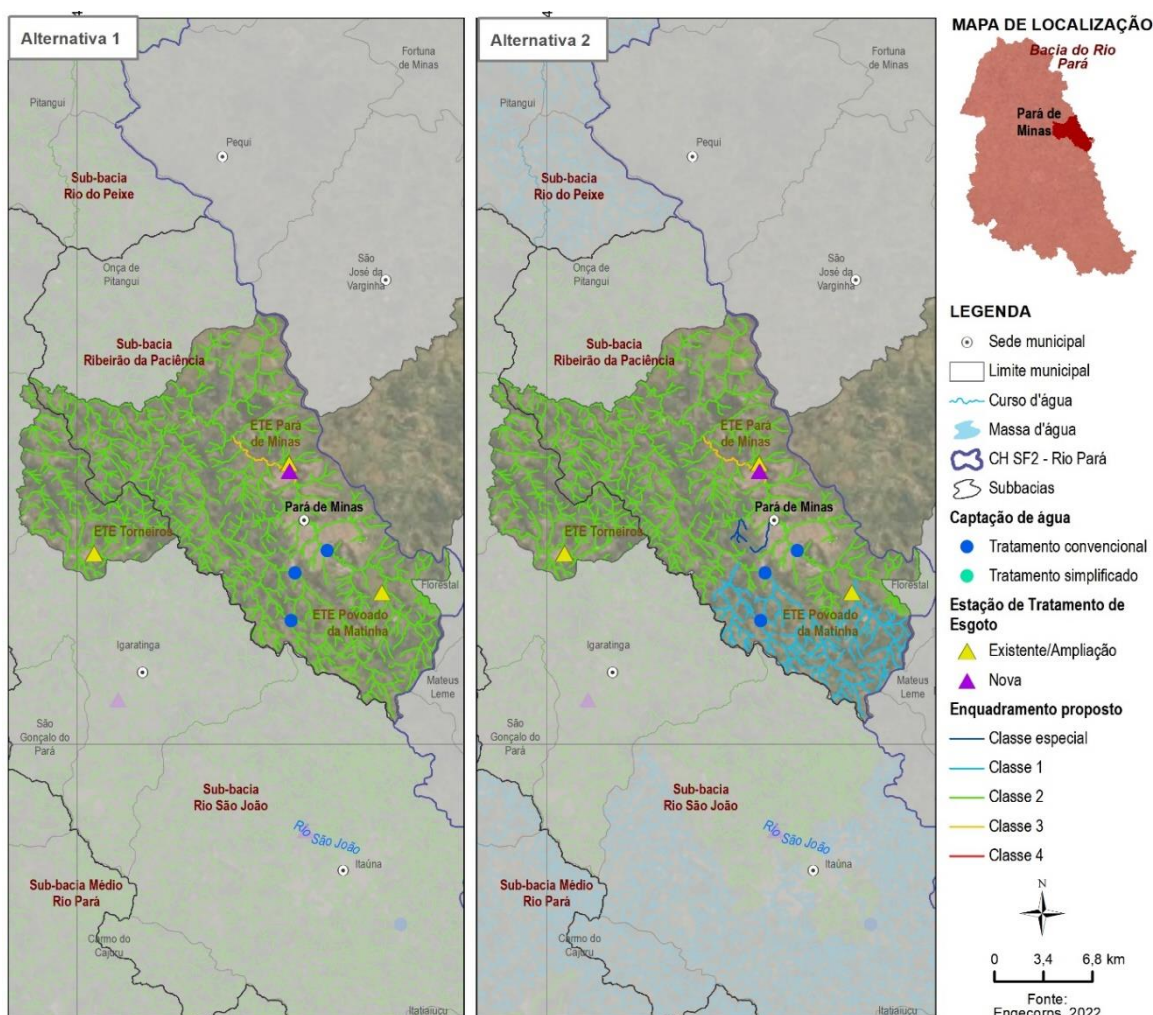 Alternativa 1
Fortuna
de Minas
Pitangui
Pequi
Sub-bacia
Rio do Peixe
Onça de
Pitangui
São
José da
Varginha
Sub-bacia
Ribeirão da Paciência
ETE Pará
de Minas
Pará de Minas
ETE Torneiros
Florestal
ETE Povoado
da Matinha
Igaratinga
Mateus
Leme
São
Gonçalo do
Pará
Sub-bacia
Rio São João
Rio São João
Itaúna
Sub-bacia Médio
Rio Pará
Carmo do
Cajuru
Itatiaiuçu
Alternativa 2
Fortuna
de Minas
Pitangui
Pequi
Sub-bacia
Rio do Peixe
Onça de
Pitangui
São
José da
Varginha
Sub-bacia
Ribeirão da Paciência
ETE Pará
de Minas
Pará de Minas
ETE Torneiros
Florestal
ETE Povoado
da Matinha
Igaratinga
Mateus
Leme
São
Gonçalo do
Pará
Sub-bacia
Rio São João
Rio São João
Itaúna
Sub-bacia Médio
Rio Pará
Carmo do
Cajuru
Itatiaiuçu
MAPA DE LOCALIZAÇÃO
Bacia do Rio
Pará
Pará de
Minas
LEGENDA
Sede municipal
Limite municipal
Curso d'água
Massa d'água
CH SF2 - Rio Pará
Subbacias
Captação de água
Tratamento convencional
Tratamento simplificado
Estação de Tratamento de
Esgoto
Existente/Ampliação
Nova
Enquadramento proposto
Classe especial
Classe 1
Classe 2
Classe 3
Classe 4
N
0 3,4 6,8 km
Fonte:
Engecorps, 2022